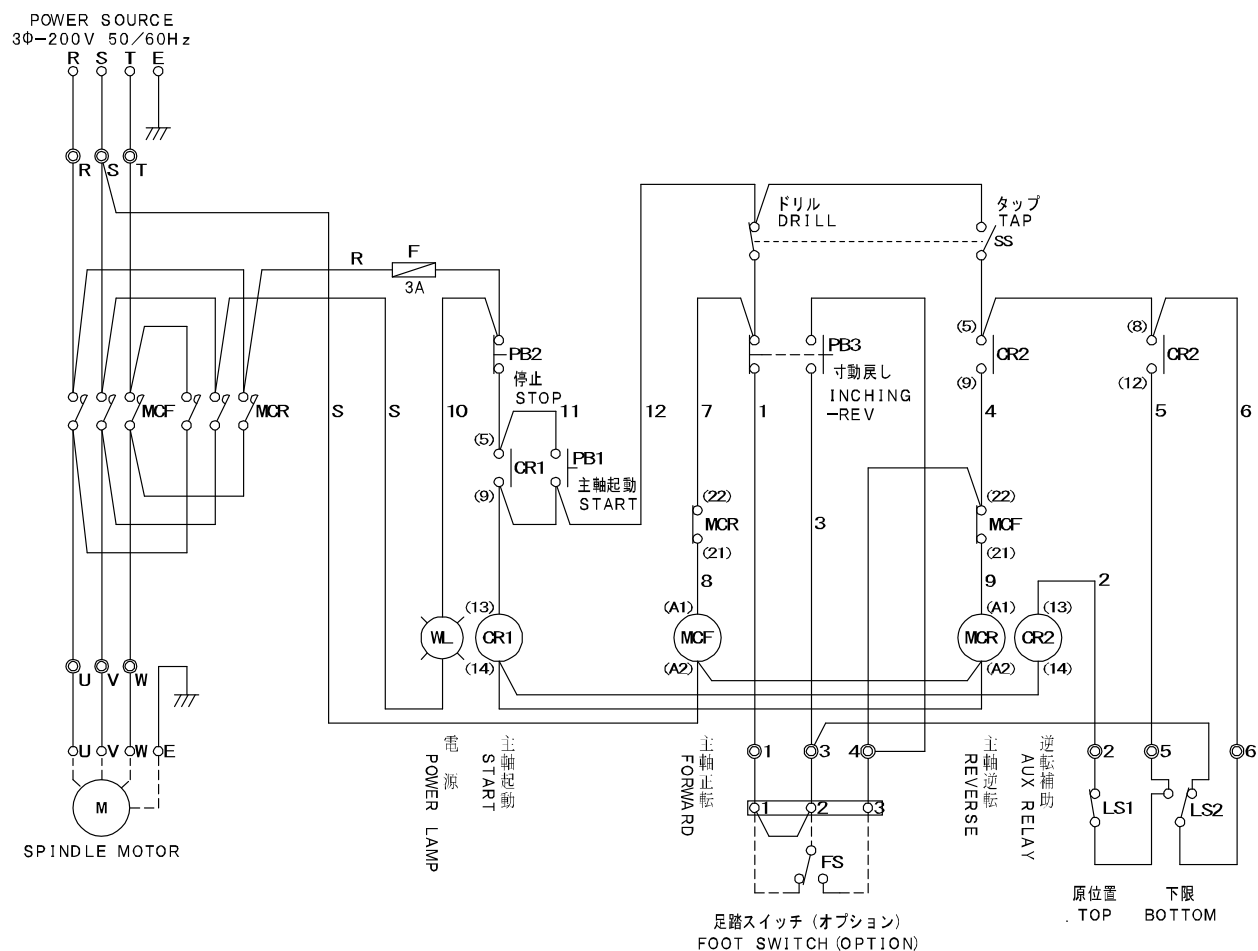 POWER SOURCE
3Φ-200V 50/60Hz
R S T E
R S T
ドリル
DRILL
タップ
TAP
SS
R
F
3A
PB2
停止
STOP
PB3
寸動戻し
INCHING
-REV
(5)
CR2
(9)
(8)
CR2
(12)
MCF
MCR
S
S
10
11
12
7
1
4
5
6
(5)
CR1
(9)
PB1
主軸起動
START
3
(22)
MCR
(21)
(22)
MCF
(21)
8
9
2
(13)
(A1)
(A1)
(13)
WL
CR1
MCF
MCR
CR2
(14)
(A2)
(A2)
(14)
U V W
U V W E
M
SPINDLE MOTOR
電源
POWER LAMP
主軸起動
START
主軸正転
FORWARD
1 3 4
主軸逆転
REVERSE
逆転補助
AUX RELAY
2 5 6
1 2 3
LS1
LS2
FS
原位置
.TOP
下限
BOTTOM
足踏スイッチ(オプション)
FOOT SWITCH(OPTION)